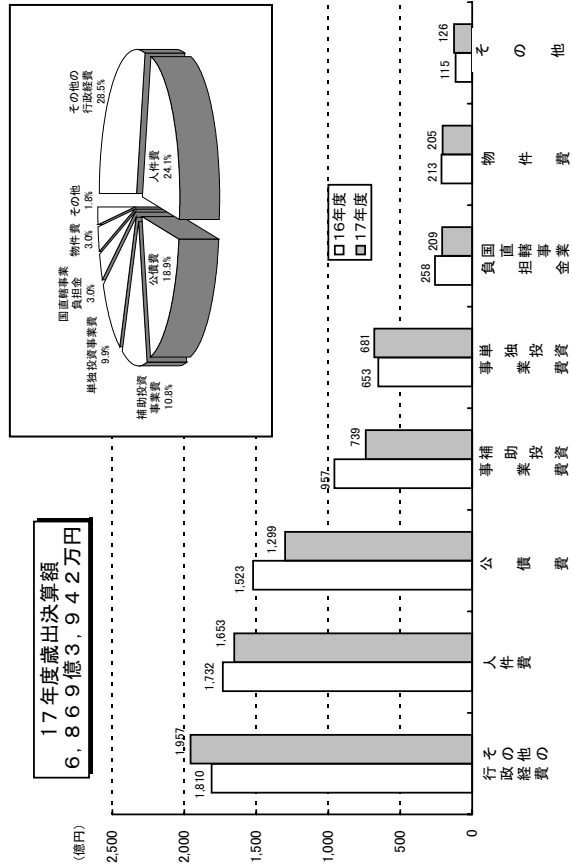 17年度歳出決算額
6,869億3,942万円
(億円)
2,500
2,000
1,500
1,000
500
0
1,810
1,957
1,732
1,653
1,523
1,299
957
739
653
681
258
209
213
205
115
126
その他の
行政経費
人件費
公債費
補助投資
事業費
単独投資
事業費
国直轄事業
負担金
物件費
その他
16年度
17年度
その他の
行政経費
28.5%
人件費
24.1%
公債費
18.9%
補助投資
事業費
10.8%
単独投資事業費
9.9%
国直轄事業
負担金
3.0%
物件費
3.0%
その他
1.8%